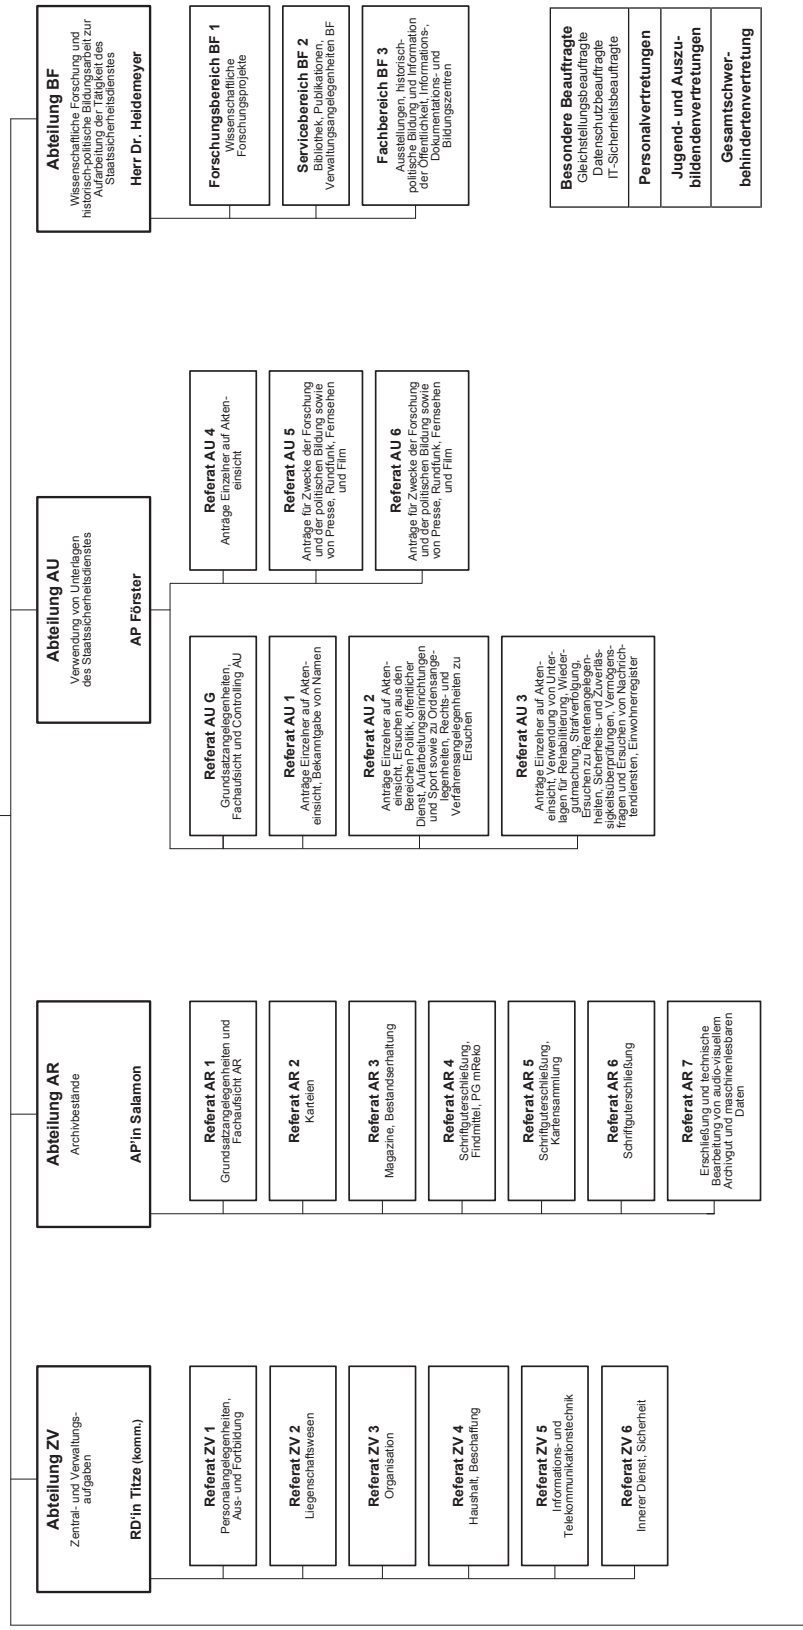 Abteilung ZV
Zentral- und Verwaltungs-
aufgaben
RD'in Titze (komm.)
Referat ZV 1
Personalangelegenheiten,
Aus- und Fortbildung
Referat ZV 2
Liegenschaftswesen
Referat ZV 3
Organisation
Referat ZV 4
Haushalt, Beschaffung
Referat ZV 5
Informations- und
Telekommunikationstechnik
Referat ZV 6
Innerer Dienst, Sicherheit
Abteilung AR
Archivbestände
AP'in Salamon
Referat AR 1
Grundsatzangelegenheiten und
Fachaufsicht AR
Referat AR 2
Karteien
Referat AR 3
Magazine, Bestandserhaltung
Referat AR 4
Schriftguterschließung,
Findmittel, PG mReko
Referat AR 5
Schriftguterschließung,
Kartensammlung
Referat AR 6
Schriftguterschließung
Referat AR 7
Erschließung und technische
Bearbeitung von audio-visuellem
Archivgut und maschinenlesbaren
Daten
Abteilung AU
Verwendung von Unterlagen
des Staatssicherheitsdienstes
AP Förster
Referat AU G
Grundsatzangelegenheiten,
Fachaufsicht und Controling AU
Referat AU 1
Anträge Einzelner auf Akten-
einsicht, Bekanntgabe von Namen
Referat AU 2
Anträge Einzelner auf Akten-
einsicht, Ersuchen aus den
Bereichen Politik, öffentlicher
Dienst, Aufarbeitungseinrichtungen
und Sport sowie zu Ordensange-
legenheiten, Rechts- und
Verfahrensangelegenheiten zu
Ersuchen
Referat AU 3
Anträge Einzelner auf Akten-
einsicht, Verwendung von Unter-
lagen für Rehabilitierung, Wieder-
gutmachung, Strafverfolgung,
Ersuchen zu Rentenangelegen-
heiten, Sicherheits- und Zuverläs-
sigkeitsüberprüfungen, Vermögens-
fragen und Ersuchen von Nachrich-
tendiensten, Einwohnerregister
Referat AU 4
Anträge Einzelner auf Akten-
einsicht
Referat AU 5
Anträge für Zwecke der Forschung
und der politischen Bildung sowie
von Presse, Rundfunk, Fernsehen
und Film
Referat AU 6
Anträge für Zwecke der Forschung
und der politischen Bildung sowie
von Presse, Rundfunk, Fernsehen
und Film
Abteilung BF
Wissenschaftliche Forschung und
historisch-politische Bildungsarbeit zur
Aufarbeitung der Tätigkeit des
Staatssicherheitsdienstes
Herr Dr. Heidemeyer
Forschungsbereich BF 1
Wissenschaftliche
Forschungsprojekte
Servicebereich BF 2
Bibliothek, Publikationen,
Verwaltungsangelegenheiten BF
Fachbereich BF 3
Ausstellungen, historisch-
politische Bildung und Information
der Öffentlichkeit, Informations-,
Dokumentations- und
Bildungszentren
Besondere Beauftragte
Gleichstellungsbeauftragte
Datenschutzbeauftragte
IT-Sicherheitsbeauftragte
Personalvertretungen
Jugend- und Auszu-
bildendenvertretungen
Gesamtschwer-
behindertenvertretung